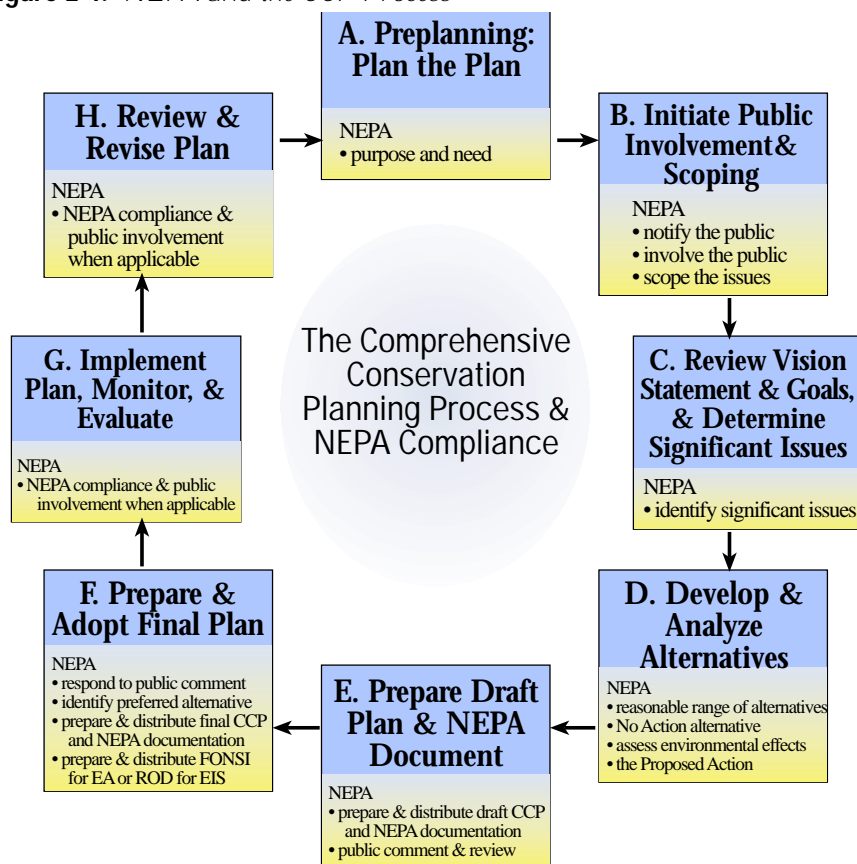 A. Preplanning:
Plan the Plan
NEPA
• purpose and need
B. Initiate Public
Involvement&
Scoping
NEPA
• notify the public
• involve the public
• scope the issues
C. Review Vision
Statement & Goals,
& Determine
Significant Issues
NEPA
• identify significant issues
D. Develop &
Analyze
Alternatives
NEPA
• reasonable range of alternatives
• No Action alternative
• assess environmental effects
• the Proposed Action
E. Prepare Draft
Plan & NEPA
Document
NEPA
• prepare & distribute draft CCP
and NEPA documentation
• public comment & review
F. Prepare &
Adopt Final Plan
NEPA
• respond to public comment
• identify preferred alternative
• prepare & distribute final CCP
and NEPA documentation
• prepare & distribute FONSI
for EA or ROD for EIS
G. Implement
Plan, Monitor, &
Evaluate
NEPA
• NEPA compliance & public
involvement when applicable
H. Review &
Revise Plan
NEPA
• NEPA compliance &
public involvement
when applicable
The Comprehensive
Conservation
Planning Process &
NEPA Compliance